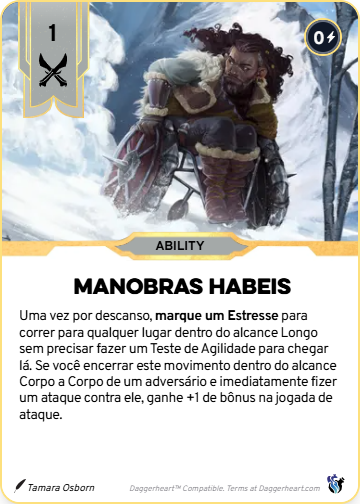 1
0
ABILITY
MANOBRAS HABEIS
Uma vez por descanso, marque um Estresse para
correr para qualquer lugar dentro do alcance Longo
sem precisar fazer um Teste de Agilidade para chegar
lá. Se você encerrar este movimento dentro do alcance
Corpo a Corpo de um adversário e imediatamente fizer
um ataque contra ele, ganhe +1 de bônus na jogada de
ataque.
Tamara Osborn
Daggerheart™ Compatible. Terms at Daggerheart.com